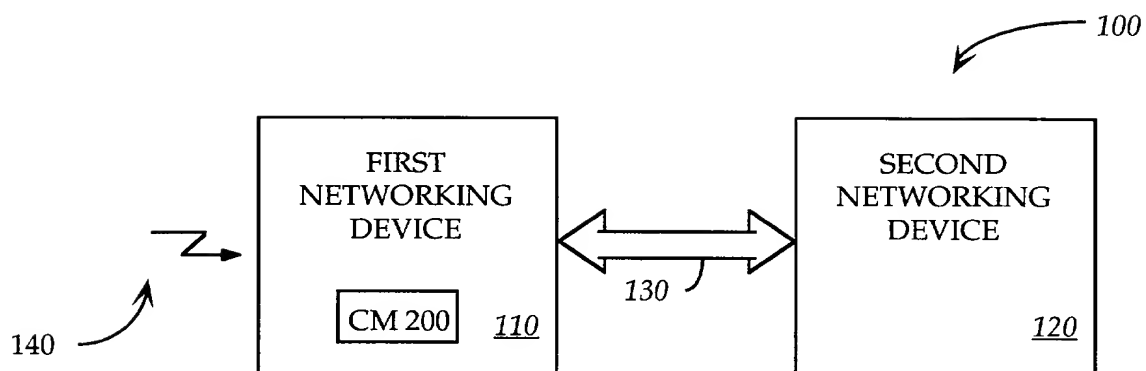 100
FIRST
NETWORKING
DEVICE
SECOND
NETWORKING
DEVICE
130
CM 200
110
120
140